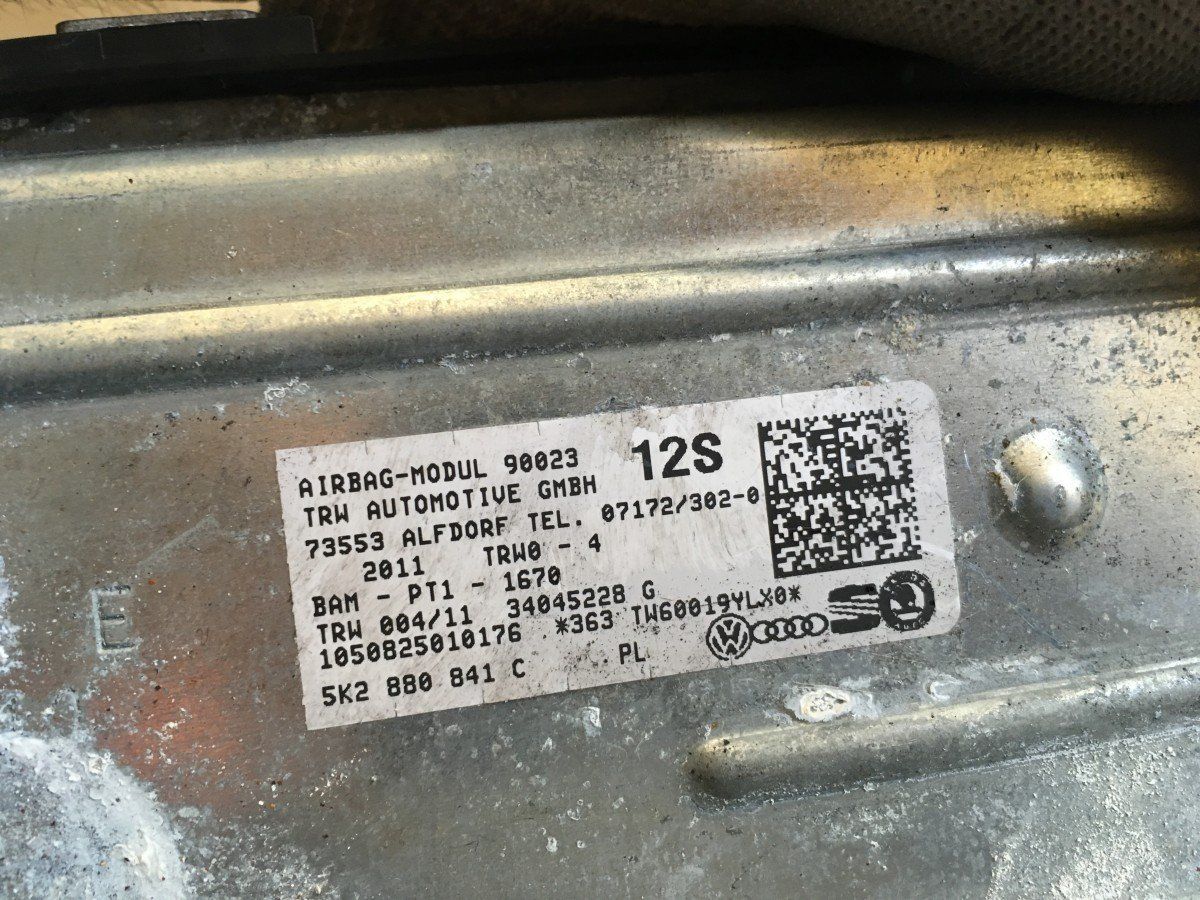 AIRBAG-MODUL 90023
12S
TRW AUTOMOTIVE GMBH
73553 ALFDORF TEL. 07172/302-0
2011 TRW0 - 4
BAM - PT1 - 1670
TRW 004/11 34045228 G
1050825010176 *363 TW60019YLX0*
5K2 880 841 C PL
E